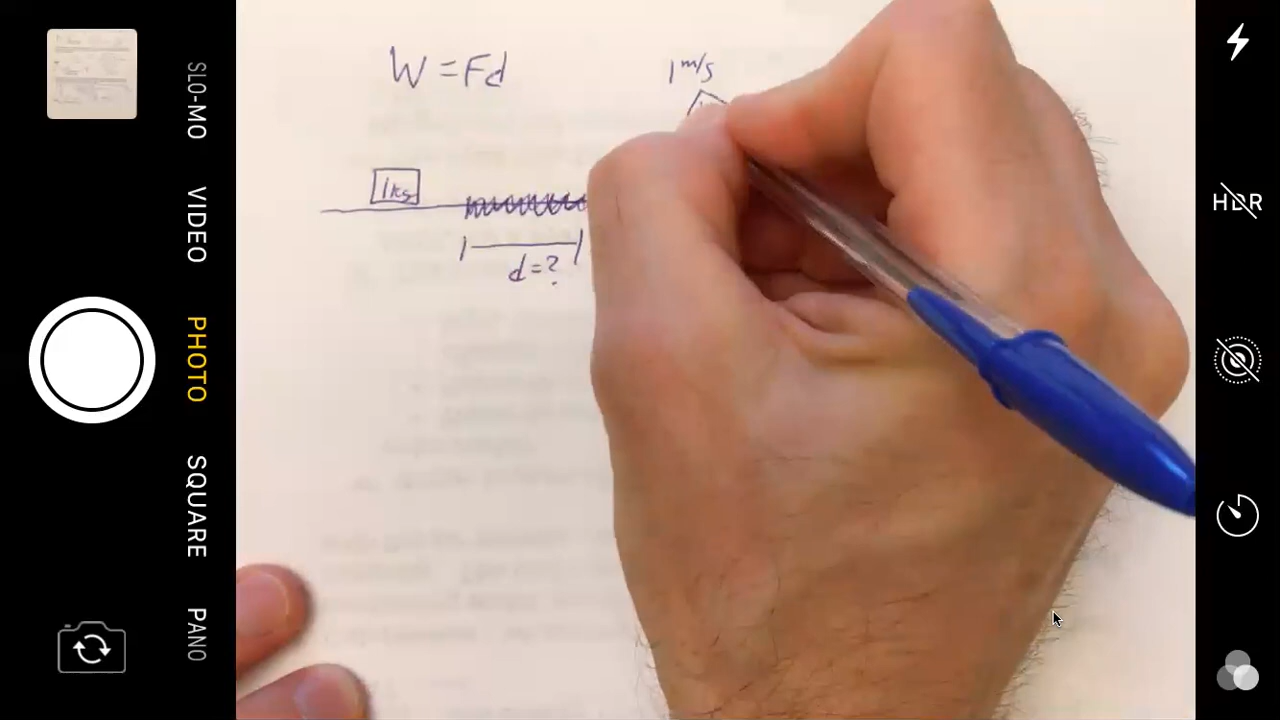 W = Fd
1 m/s
1kg
d = ?
SLO-MO
VIDEO
PHOTO
SQUARE
PANO
HDR